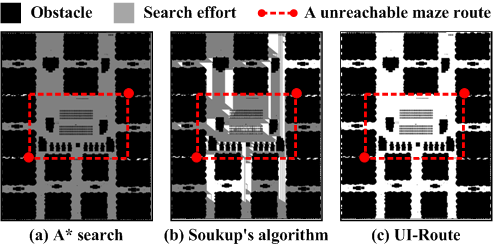 Obstacle Search effort A unreachable maze route
(a) A* search (b) Soukup's algorithm (c) UI-Route